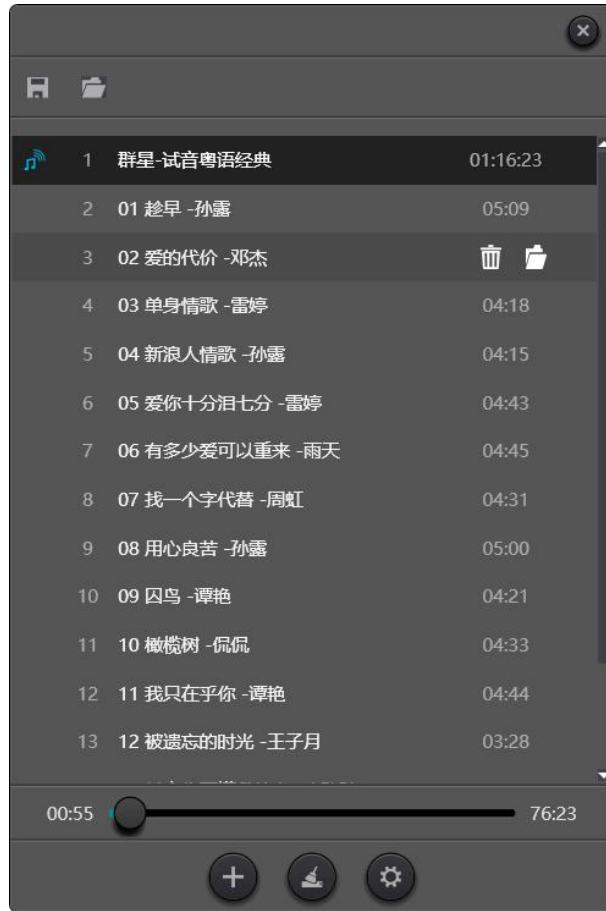 1 群星-试音粤语经典 01:16:23
2 01 趁早 -孙露 05:09
3 02 爱的代价 -邓杰
4 03 单身情歌 -雷婷 04:18
5 04 新浪人情歌 -孙露 04:15
6 05 爱你十分泪七分 -雷婷 04:43
7 06 有多少爱可以重来 -雨天 04:45
8 07 找一个字代替 -周虹 04:31
9 08 用心良苦 -孙露 05:00
10 09 囚鸟 -谭艳 04:21
11 10 橄榄树 -侃侃 04:33
12 11 我只在乎你 -谭艳 04:44
13 12 被遗忘的时光 -王子月 03:28
00:55 76:23